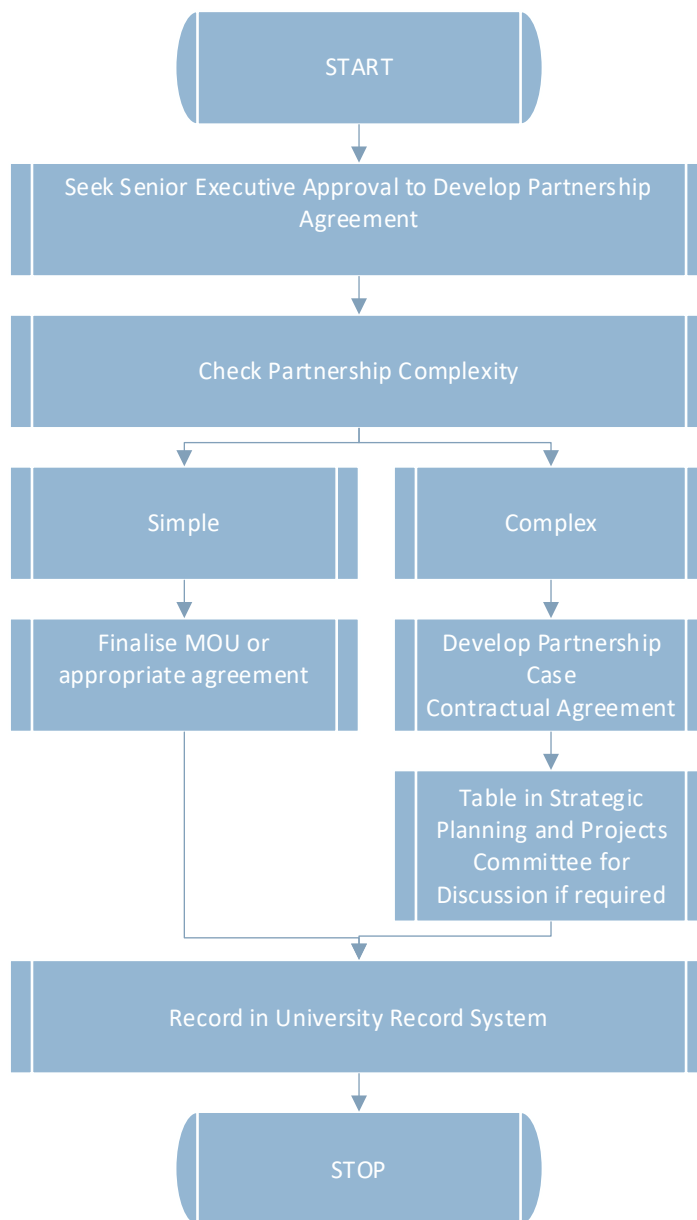 START
Seek Senior Executive Approval to Develop Partnership
Agreement
Check Partnership Complexity
Simple
Complex
Finalise MOU or
appropriate agreement
Develop Partnership
Case
Contractual Agreement
Table in Strategic
Planning and Projects
Committee for
Discussion if required
Record in University Record System
STOP